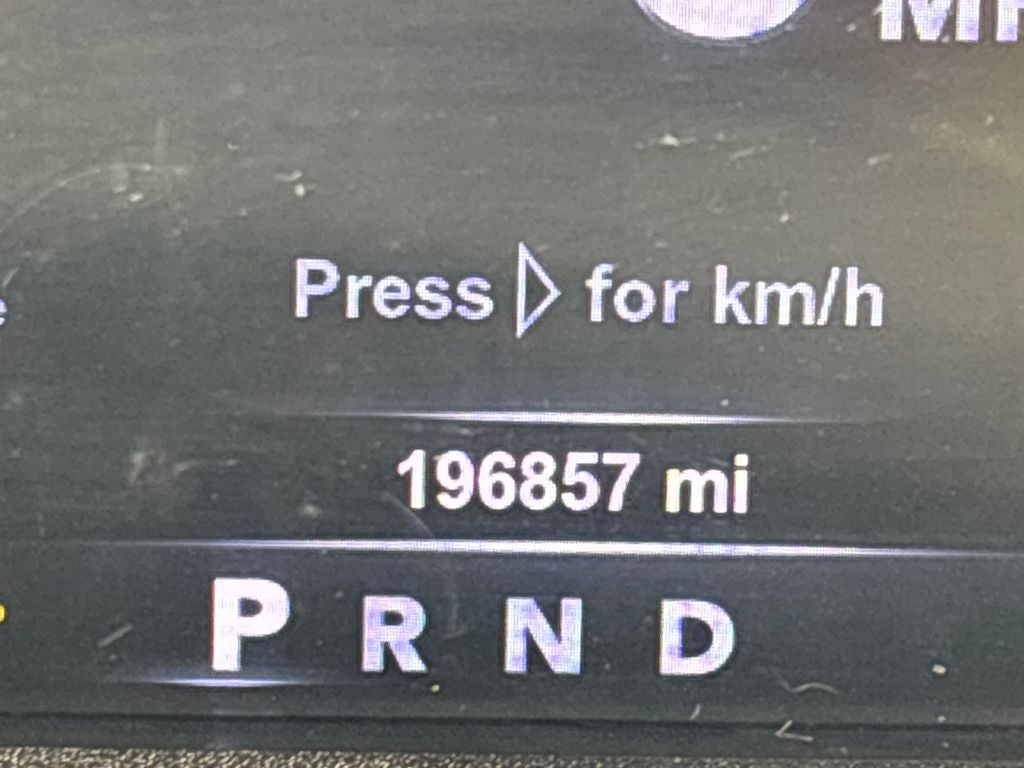 Press ▷ for km/h
196857 mi
P R N D